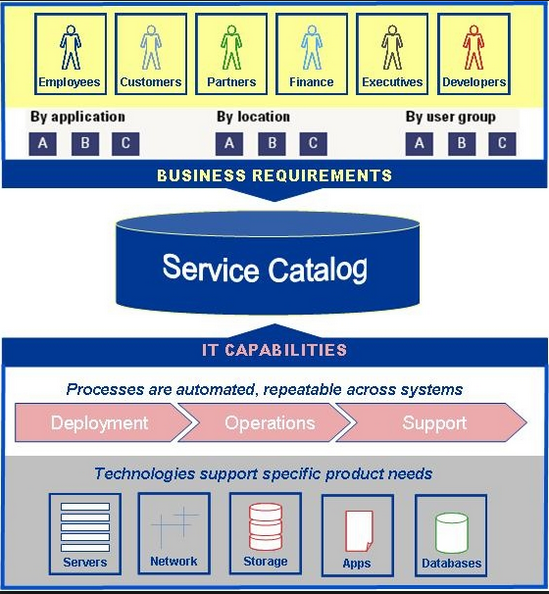 Employees Customers Partners Finance Executives Developers
By application By location By user group
A B C A B C A B C
BUSINESS REQUIREMENTS
Service Catalog
IT CAPABILITIES
Processes are automated, repeatable across systems
Deployment Operations Support
Technologies support specific product needs
Servers Network Storage Apps Databases